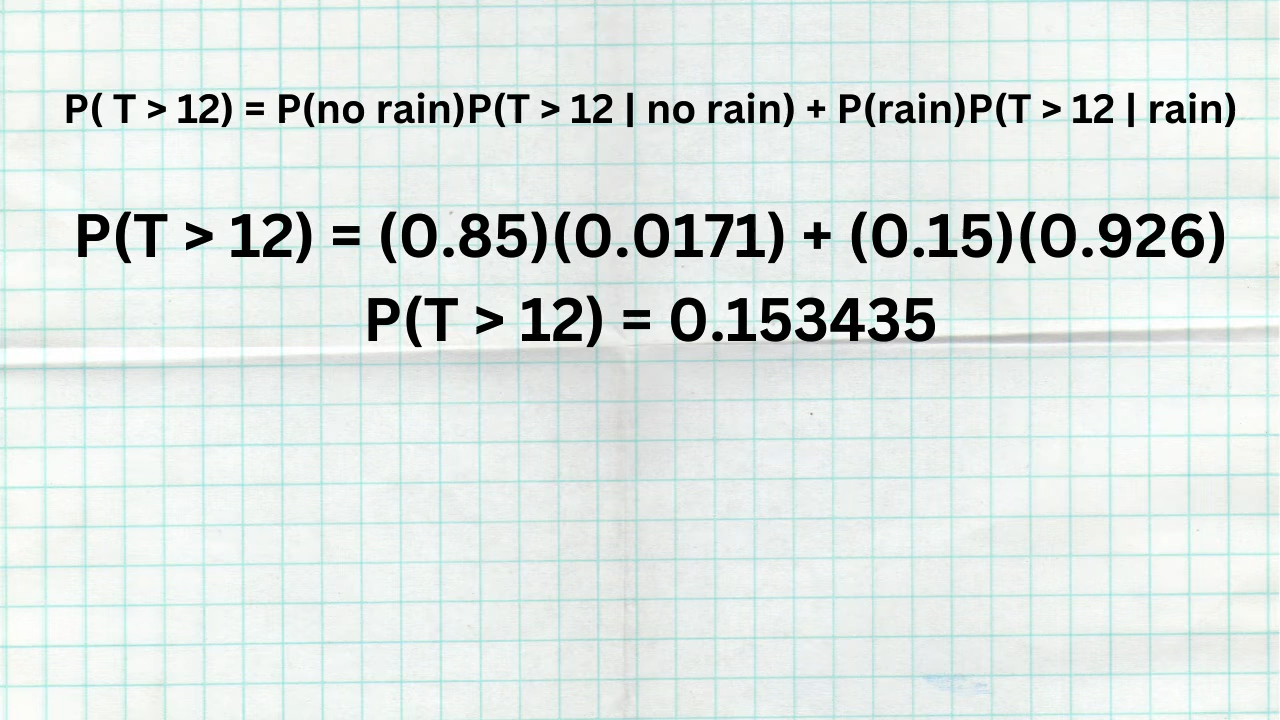 P( T > 12) = P(no rain)P(T > 12 | no rain) + P(rain)P(T > 12 | rain)
P(T > 12) = (0.85)(0.0171) + (0.15)(0.926)
P(T > 12) = 0.153435